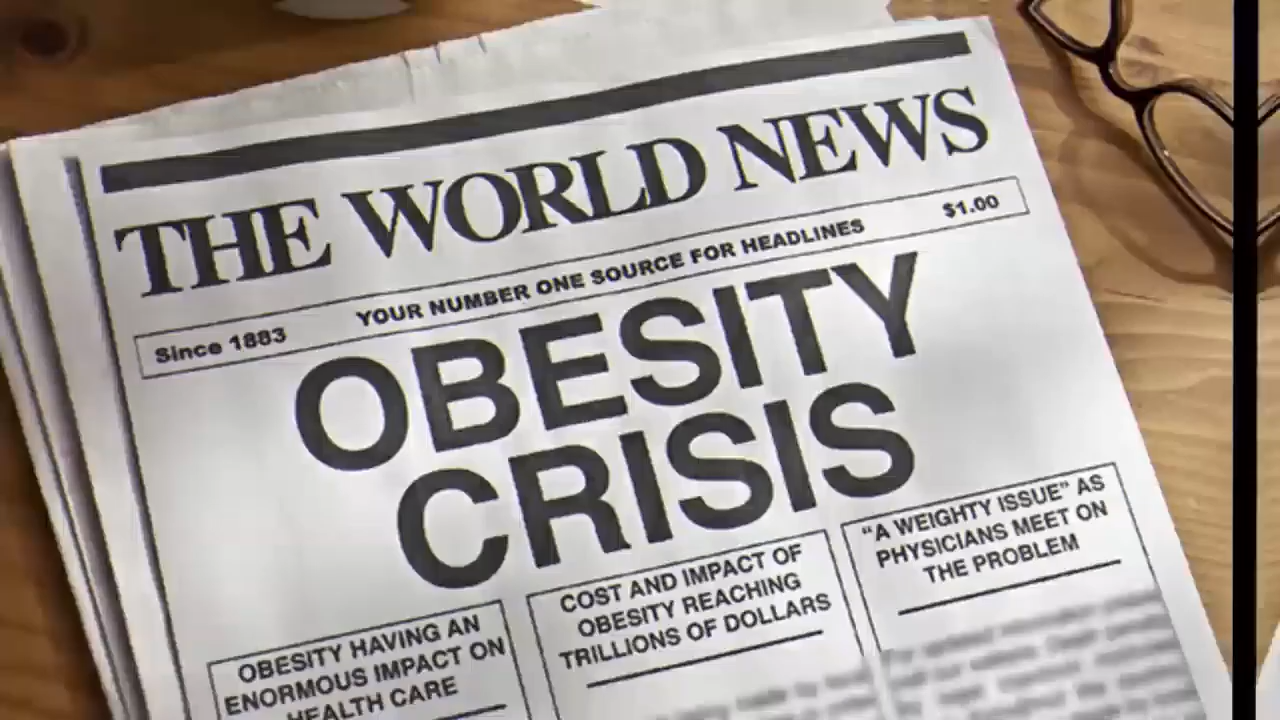 THE WORLD NEWS
Since 1883 YOUR NUMBER ONE SOURCE FOR HEADLINES $1.00
OBESITY
CRISIS
OBESITY HAVING AN
ENORMOUS IMPACT ON
HEALTH CARE
COST AND IMPACT OF
OBESITY REACHING
TRILLIONS OF DOLLARS
“A WEIGHTY ISSUE” AS
PHYSICIANS MEET ON
THE PROBLEM